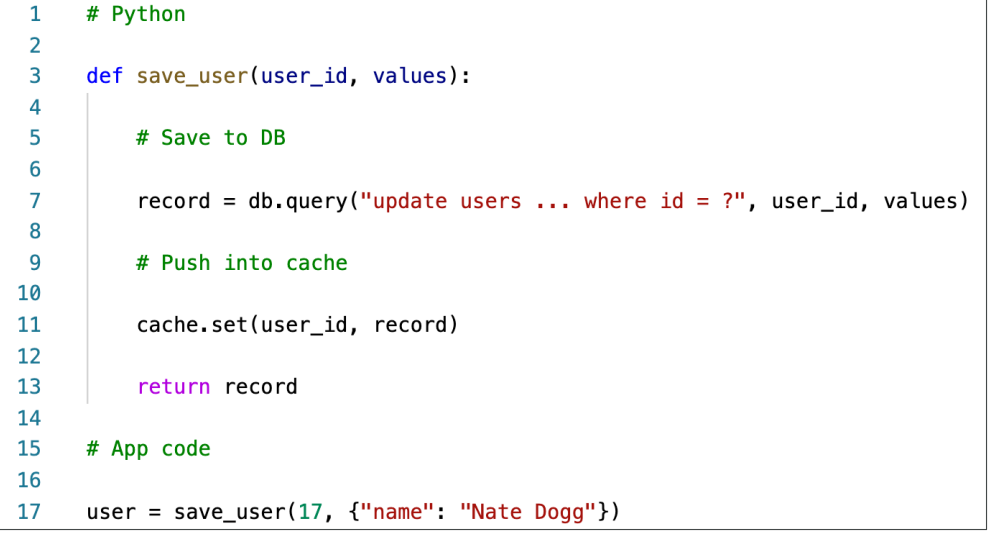 1 # Python
2
3 def save_user(user_id, values):
4
5     # Save to DB
6
7     record = db.query("update users ... where id = ?", user_id, values)
8
9     # Push into cache
10
11     cache.set(user_id, record)
12
13     return record
14
15 # App code
16
17 user = save_user(17, {"name": "Nate Dogg"})